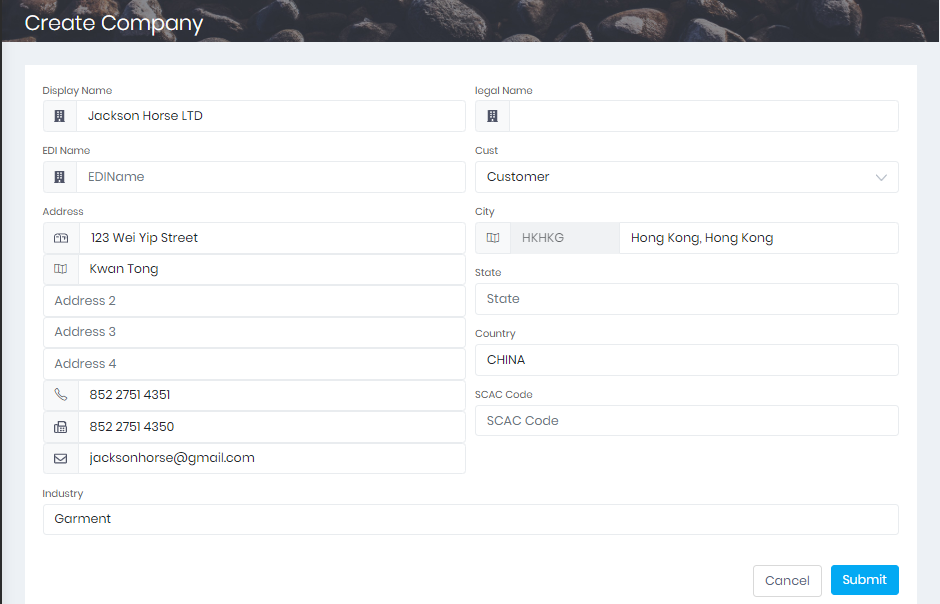 Create Company
Display Name
Jackson Horse LTD
legal Name
EDI Name
EDIName
Cust
Customer
Address
123 Wei Yip Street
Kwan Tong
Address 2
Address 3
Address 4
852 2751 4351
852 2751 4350
jacksonhorse@gmail.com
City
HKHKG
Hong Kong, Hong Kong
State
State
Country
CHINA
SCAC Code
SCAC Code
Industry
Garment
Cancel
Submit